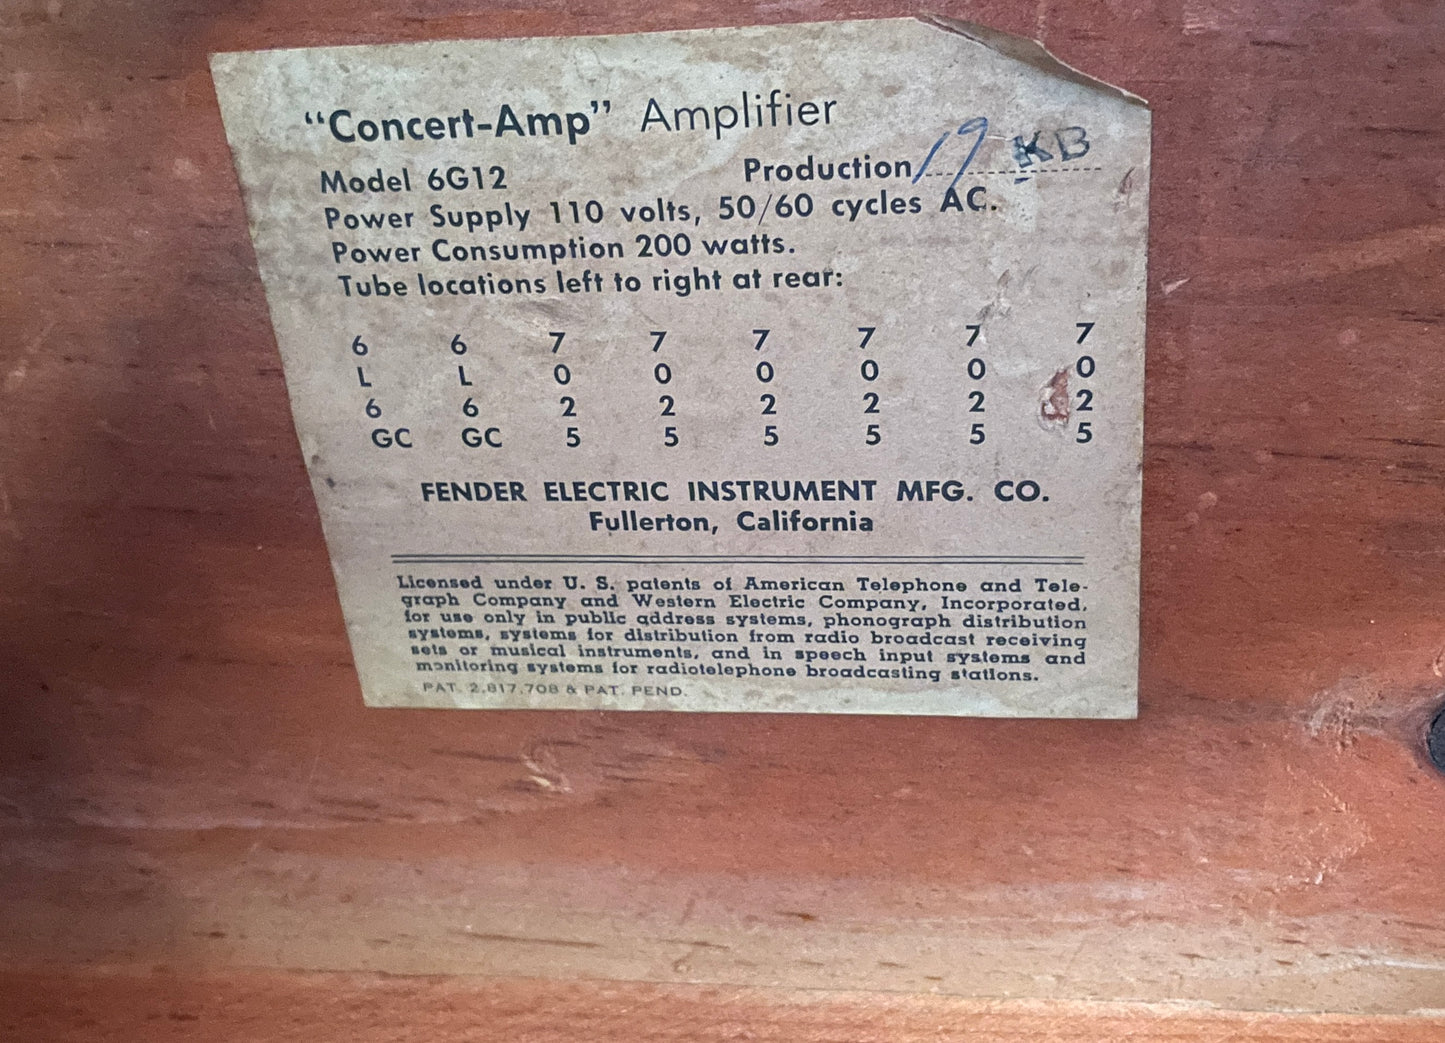 “Concert-Amp” Amplifier
Model 6G12 Production 19 KB
Power Supply 110 volts, 50/60 cycles AC.
Power Consumption 200 watts.
Tube locations left to right at rear:
6 6 7 7 7 7 7 7
L L 0 0 0 0 0 0
6 6 2 2 2 2 2 2
GC GC 5 5 5 5 5 5
FENDER ELECTRIC INSTRUMENT MFG. CO.
Fullerton, California
Licensed under U. S. patents of American Telephone and Tele-
graph Company and Western Electric Company, Incorporated,
for use only in public address systems, phonograph distribution
systems, systems for distribution from radio broadcast receiving
sets or musical instruments, and in speech input systems and
monitoring systems for radiotelephone broadcasting stations.
PAT. 2,817,708 & PAT. PEND.